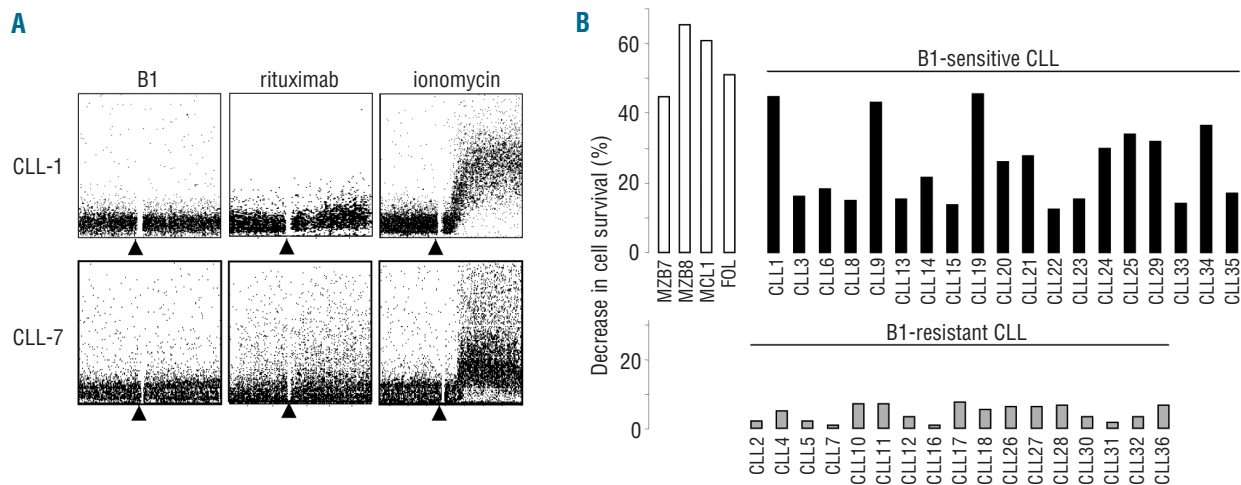 A
B1 rituximab ionomycin
CLL-1
CLL-7
B
Decrease in cell survival (%)
60
40
20
0
MZB7
MZB8
MCL1
FOL
B1-sensitive CLL
CLL1
CLL3
CLL6
CLL8
CLL9
CLL13
CLL14
CLL15
CLL19
CLL20
CLL21
CLL22
CLL23
CLL24
CLL25
CLL29
CLL33
CLL34
CLL35
B1-resistant CLL
20
0
CLL2
CLL4
CLL5
CLL7
CLL10
CLL11
CLL12
CLL16
CLL17
CLL18
CLL26
CLL27
CLL28
CLL30
CLL31
CLL32
CLL36